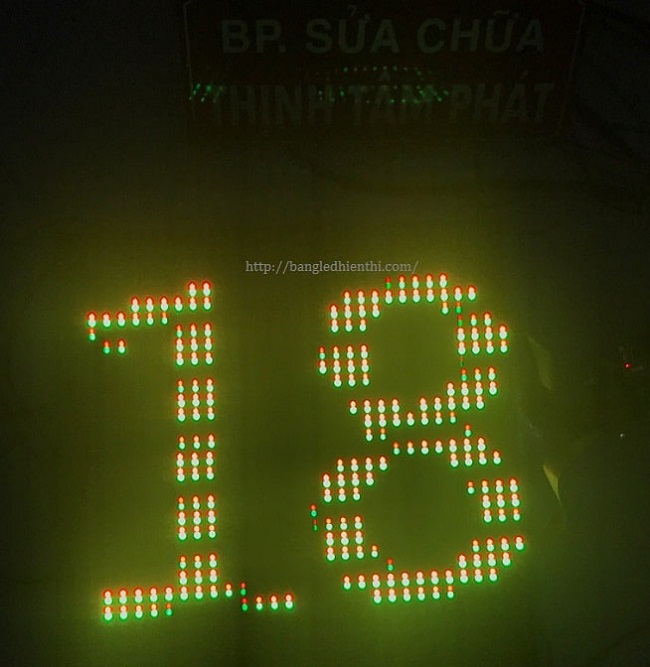 BP. SỬA CHỮA
THỊNH TÂM PHÁT
http://bangledhienthi.com/
18